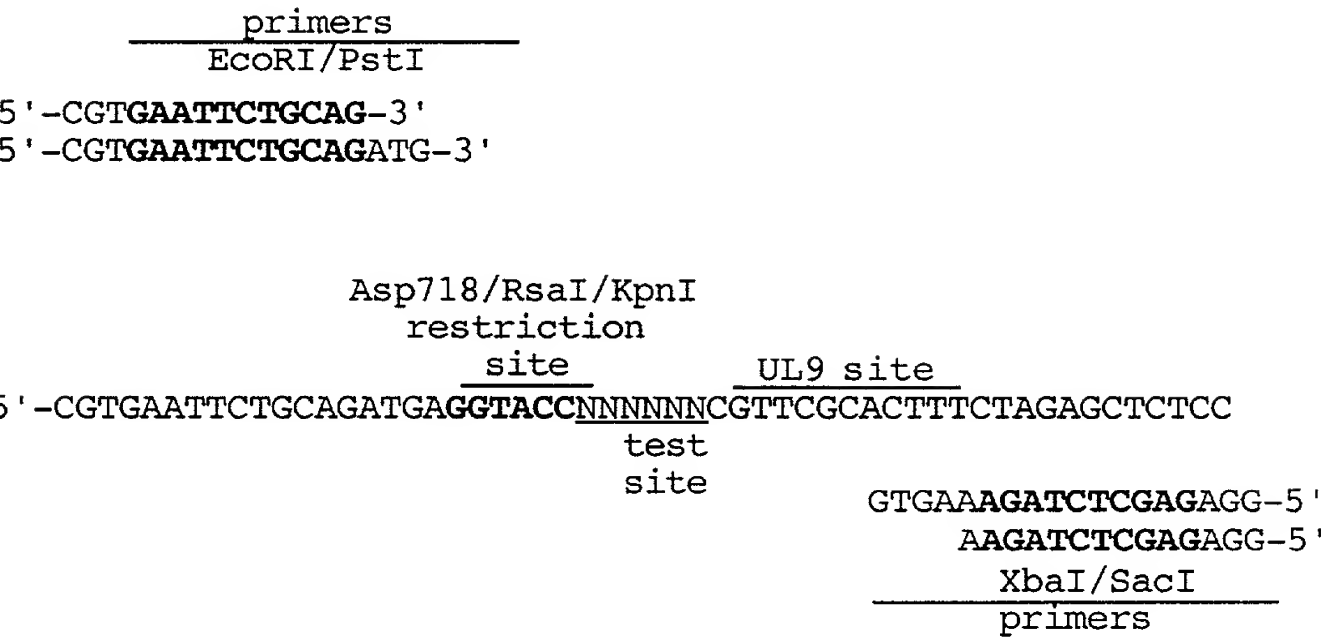 primers
EcoRI/PstI
5'-CGTGAATTCTGCAG-3'
5'-CGTGAATTCTGCAGATG-3'
Asp718/RsaI/KpnI
restriction
site
UL9 site
5'-CGTGAATTCTGCAGATGAGGTACCNNNNNNCGTTCGCACTTTCTAGAGCTCTCC
test
site
GTGAAAGATCTCGAGAGG-5'
AAGATCTCGAGAGG-5'
XbaI/SacI
primers